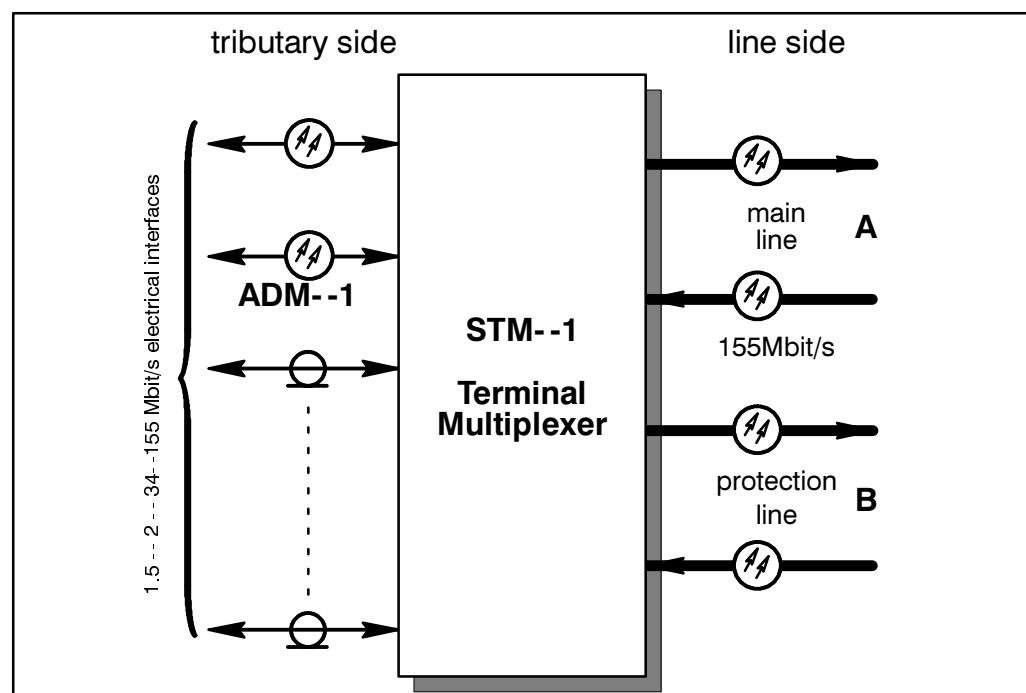 tributary side
line side
1.5 - - 2 - - 34- -155 Mbit/s electrical interfaces
ADM- -1
STM- -1
Terminal
Multiplexer
main
line
A
155Mbit/s
protection
line
B